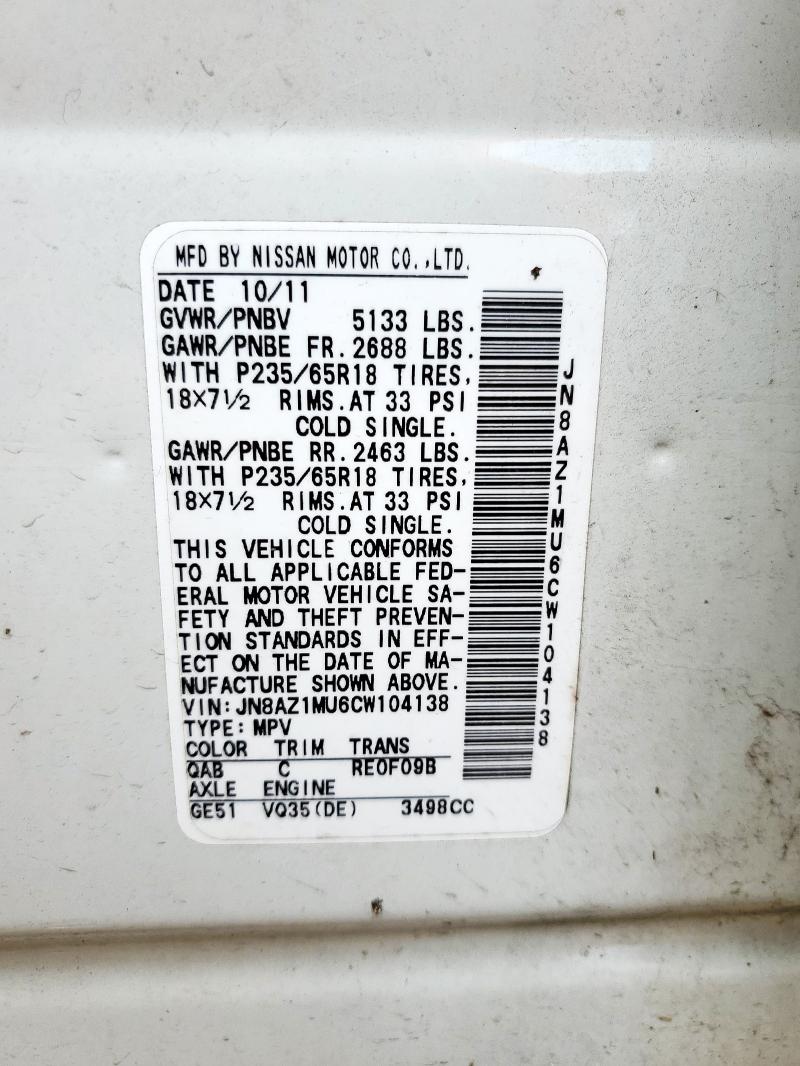 MFD BY NISSAN MOTOR CO.,LTD.
DATE 10/11
GVWR/PNBV 5133 LBS.
GAWR/PNBE FR.2688 LBS.
WITH P235/65R18 TIRES,
18×7½ RIMS.AT 33 PSI
COLD SINGLE.
GAWR/PNBE RR.2463 LBS.
WITH P235/65R18 TIRES,
18×7½ RIMS.AT 33 PSI
COLD SINGLE.
THIS VEHICLE CONFORMS
TO ALL APPLICABLE FED-
ERAL MOTOR VEHICLE SA-
FETY AND THEFT PREVEN-
TION STANDARDS IN EFF-
ECT ON THE DATE OF MA-
NUFACTURE SHOWN ABOVE.
VIN:JN8AZ1MU6CW104138
TYPE:MPV
COLOR TRIM TRANS
QAB C RE0F09B
AXLE ENGINE
GE51 VQ35(DE) 3498CC
JN8AZ1MU6CW104138